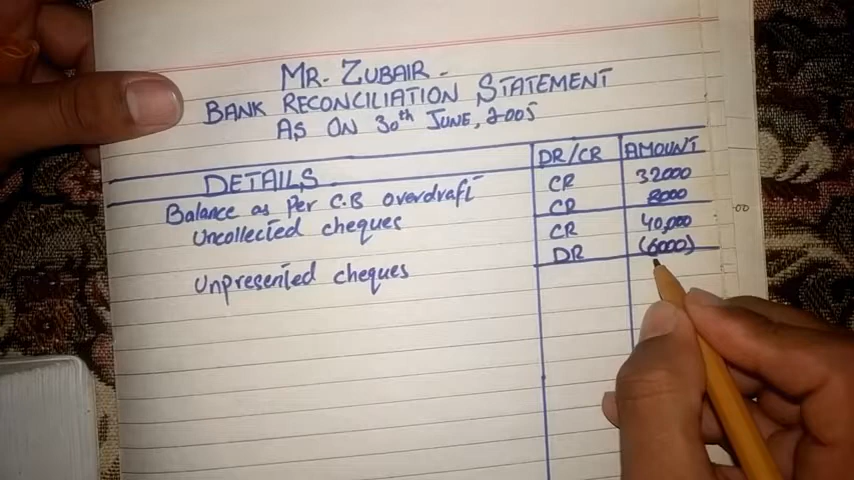 MR. ZUBAIR.
BANK RECONCILIATION STATEMENT
AS ON 30th JUNE, 2005
DETAILS DR/CR AMOUNT
Balance as Per C.B overdraft CR 32000
Uncollected cheques CR 8000
CR 40,000
Unpresented cheques DR (6000)